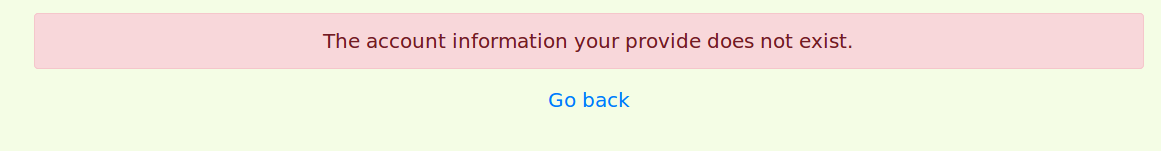 The account information your provide does not exist.
Go back